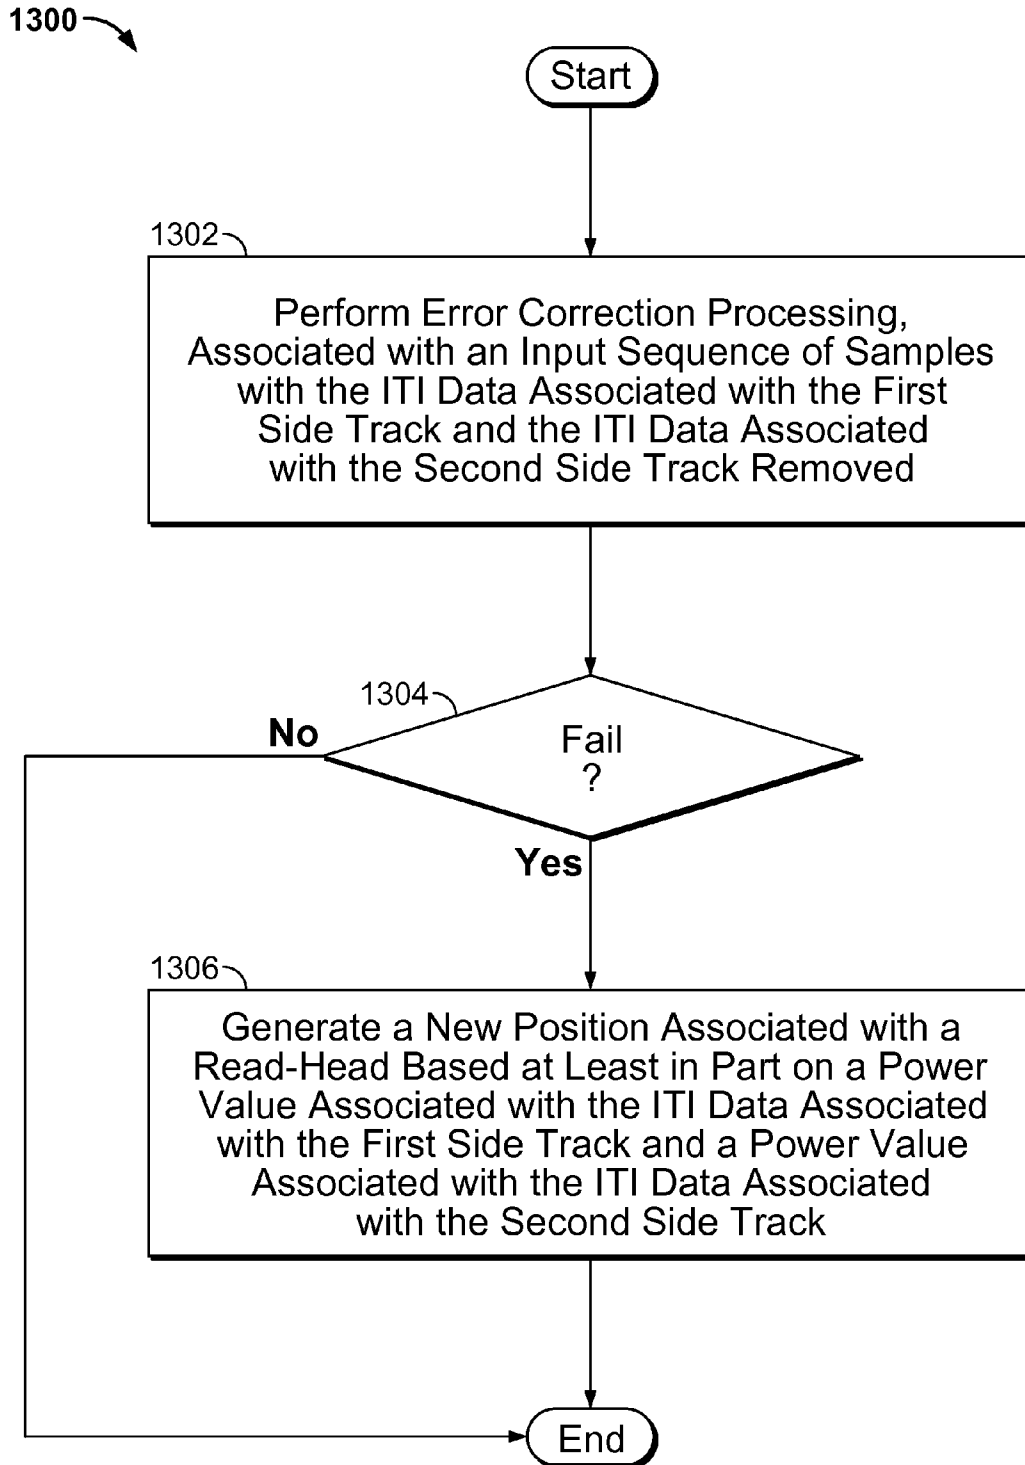 1300
Start
1302
Perform Error Correction Processing,
Associated with an Input Sequence of Samples
with the ITI Data Associated with the First
Side Track and the ITI Data Associated
with the Second Side Track Removed
1304
No
Fail
?
Yes
1306
Generate a New Position Associated with a
Read-Head Based at Least in Part on a Power
Value Associated with the ITI Data Associated
with the First Side Track and a Power Value
Associated with the ITI Data Associated
with the Second Side Track
End